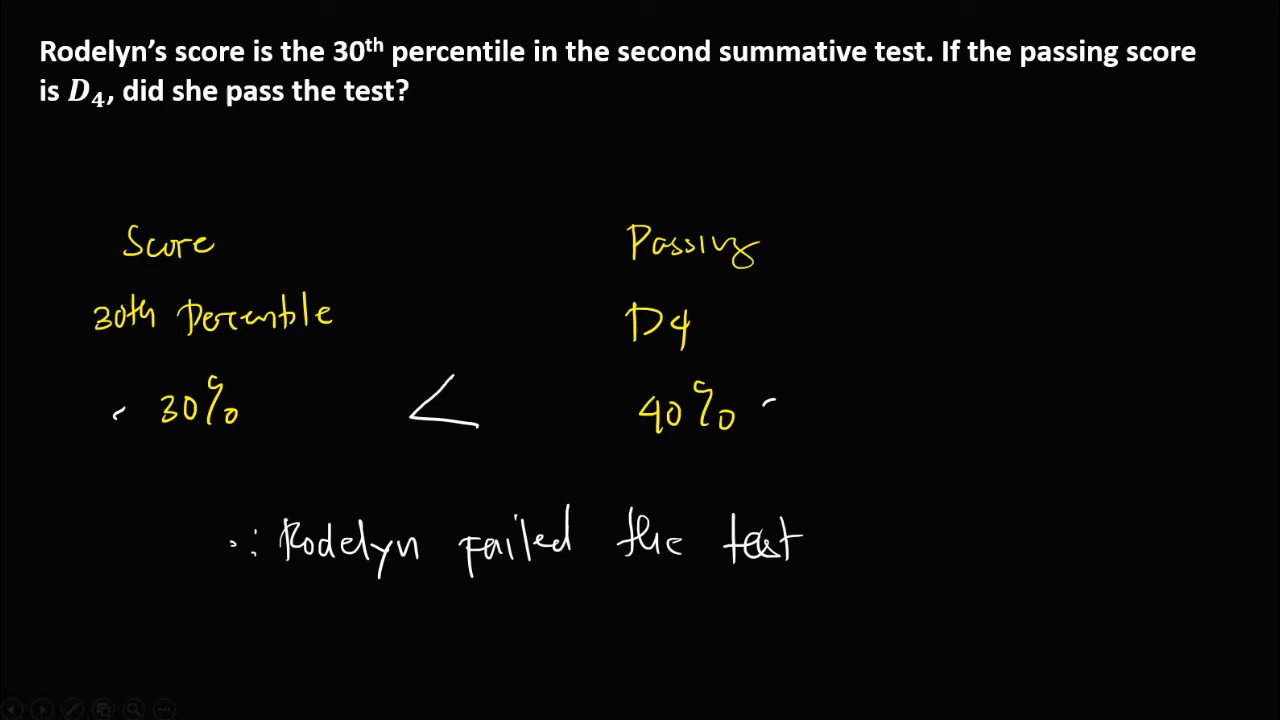 Rodelyn’s score is the 30th percentile in the second summative test. If the passing score
is D4, did she pass the test?
Score
Passing
30th Percentile
D4
30% < 40%
∴ Rodelyn failed the test